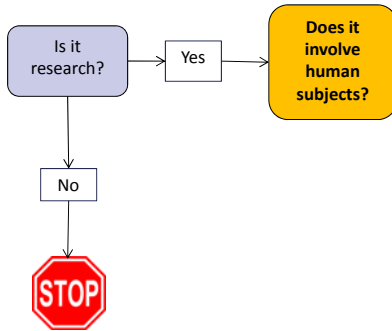 Is it
research?
Yes
Does it
involve
human
subjects?
No
STOP